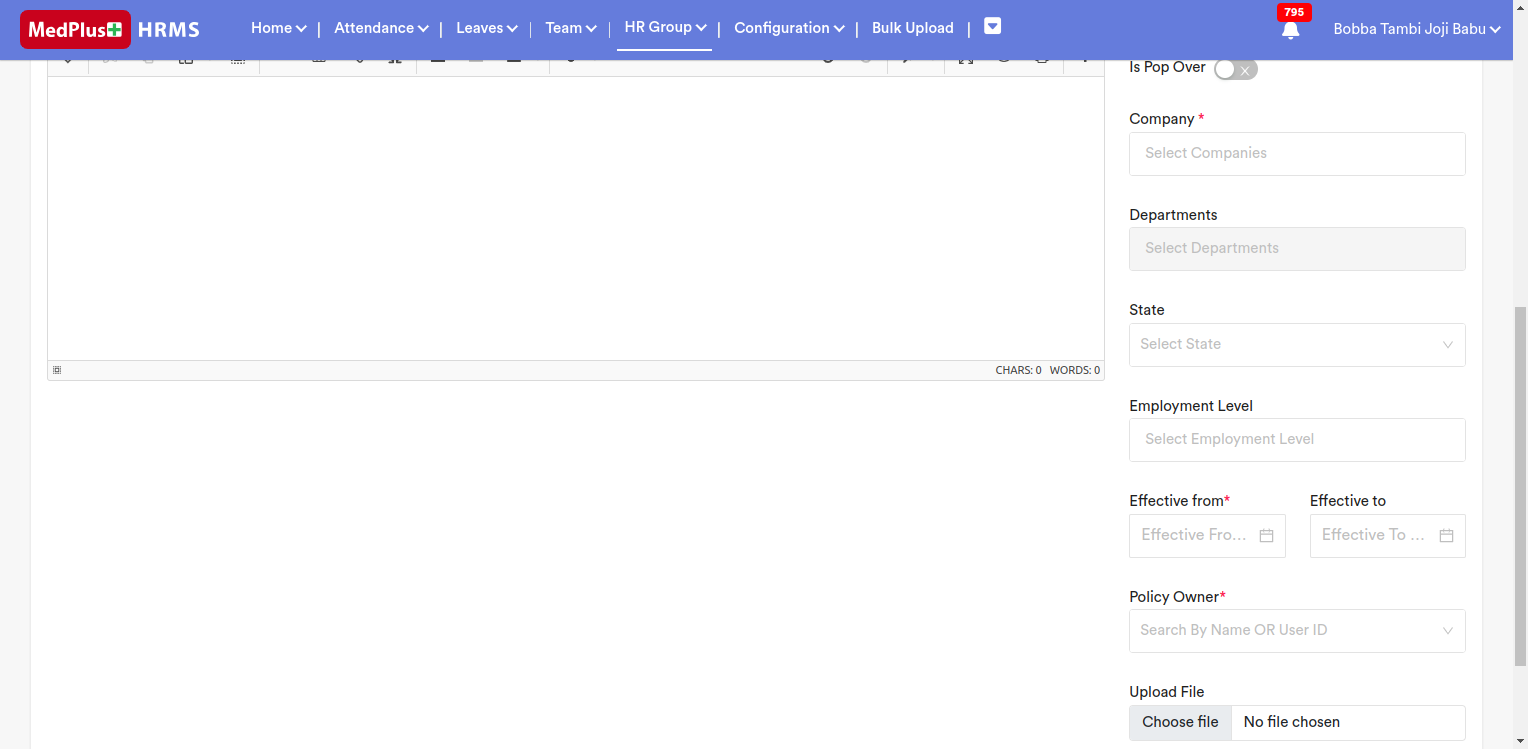 MedPlus HRMS Home | Attendance | Leaves | Team | HR Group | Configuration | Bulk Upload | 795 Bobba Tambi Joji Babu
Is Pop Over
Company *
Select Companies
Departments
Select Departments
State
Select State
CHARS: 0 WORDS: 0
Employment Level
Select Employment Level
Effective from* Effective to
Effective Fro... Effective To ...
Policy Owner*
Search By Name OR User ID
Upload File
Choose file No file chosen